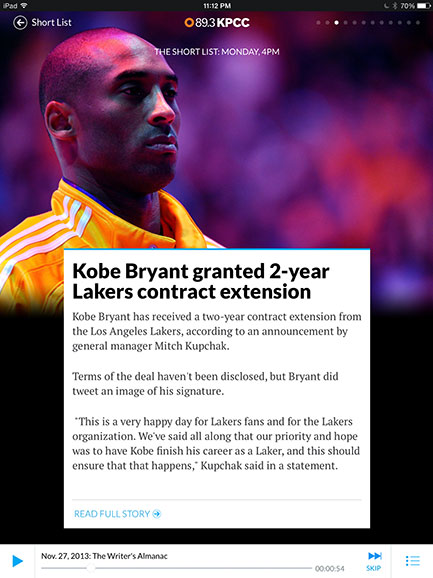 iPad 11:12 PM 70%
Short List 89.3 KPCC
THE SHORT LIST: MONDAY, 4PM
Kobe Bryant granted 2-year
Lakers contract extension
Kobe Bryant has received a two-year contract extension from
the Los Angeles Lakers, according to an announcement by
general manager Mitch Kupchak.
Terms of the deal haven't been disclosed, but Bryant did
tweet an image of his signature.
"This is a very happy day for Lakers fans and for the Lakers
organization. We've said all along that our priority and hope
was to have Kobe finish his career as a Laker, and this should
ensure that that happens," Kupchak said in a statement.
READ FULL STORY
Nov. 27, 2013: The Writer's Almanac
00:00:54
SKIP